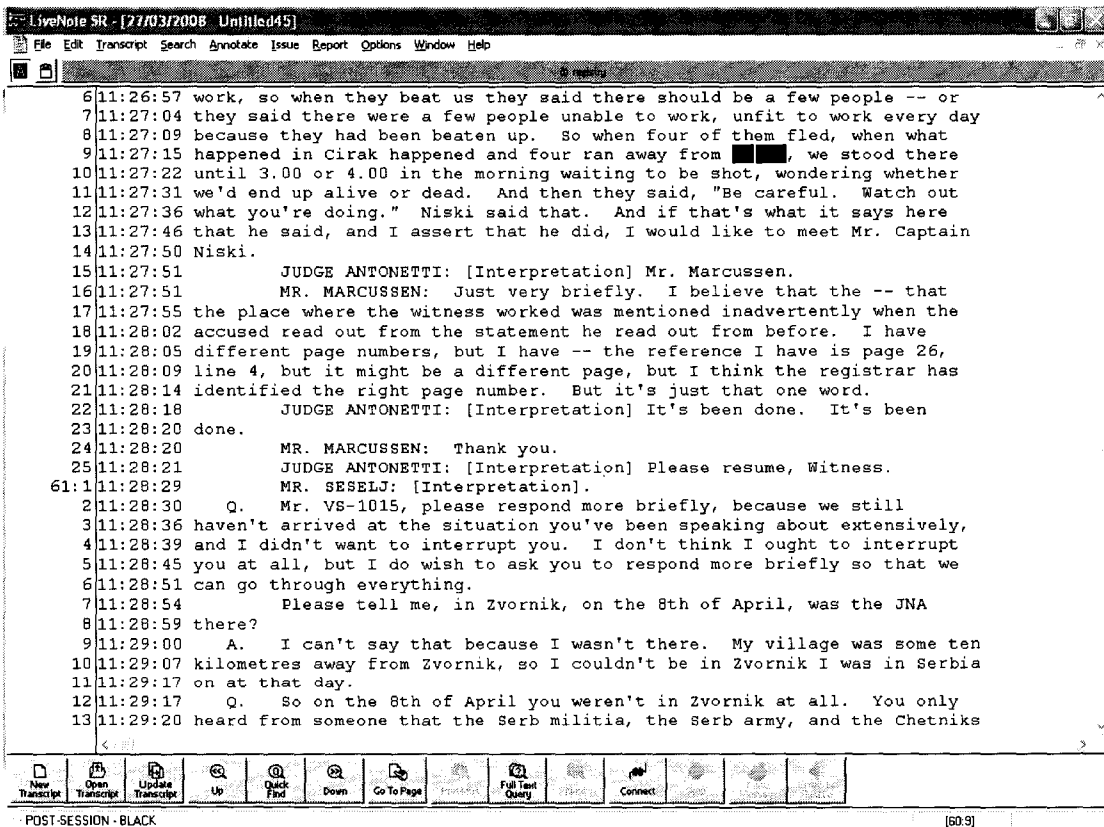 LiveNote SR - [27/03/2008 Untitled45]
File Edit Transcript Search Annotate Issue Report Options Window Help
6 11:26:57 work, so when they beat us they said there should be a few people -- or
7 11:27:04 they said there were a few people unable to work, unfit to work every day
8 11:27:09 because they had been beaten up. So when four of them fled, when what
9 11:27:15 happened in Cirak happened and four ran away from , we stood there
10 11:27:22 until 3.00 or 4.00 in the morning waiting to be shot, wondering whether
11 11:27:31 we'd end up alive or dead. And then they said, "Be careful. Watch out
12 11:27:36 what you're doing." Niski said that. And if that's what it says here
13 11:27:46 that he said, and I assert that he did, I would like to meet Mr. Captain
14 11:27:50 Niski.
15 11:27:51 JUDGE ANTONETTI: [Interpretation] Mr. Marcussen.
16 11:27:51 MR. MARCUSSEN: Just very briefly. I believe that the -- that
17 11:27:55 the place where the witness worked was mentioned inadvertently when the
18 11:28:02 accused read out from the statement he read out from before. I have
19 11:28:05 different page numbers, but I have -- the reference I have is page 26,
20 11:28:09 line 4, but it might be a different page, but I think the registrar has
21 11:28:14 identified the right page number. But it's just that one word.
22 11:28:18 JUDGE ANTONETTI: [Interpretation] It's been done. It's been
23 11:28:20 done.
24 11:28:20 MR. MARCUSSEN: Thank you.
25 11:28:21 JUDGE ANTONETTI: [Interpretation] Please resume, Witness.
61:1 11:28:29 MR. SESELJ: [Interpretation].
2 11:28:30 Q. Mr. VS-1015, please respond more briefly, because we still
3 11:28:36 haven't arrived at the situation you've been speaking about extensively,
4 11:28:39 and I didn't want to interrupt you. I don't think I ought to interrupt
5 11:28:45 you at all, but I do wish to ask you to respond more briefly so that we
6 11:28:51 can go through everything.
7 11:28:54 Please tell me, in Zvornik, on the 8th of April, was the JNA
8 11:28:59 there?
9 11:29:00 A. I can't say that because I wasn't there. My village was some ten
10 11:29:07 kilometres away from Zvornik, so I couldn't be in Zvornik I was in Serbia
11 11:29:17 on at that day.
12 11:29:17 Q. So on the 8th of April you weren't in Zvornik at all. You only
13 11:29:20 heard from someone that the Serb militia, the Serb army, and the Chetniks
New Transcript Open Transcript Update Transcript Up Quick Find Down Go To Page Full Text Query Connect
POST-SESSION - BLACK [60:9]